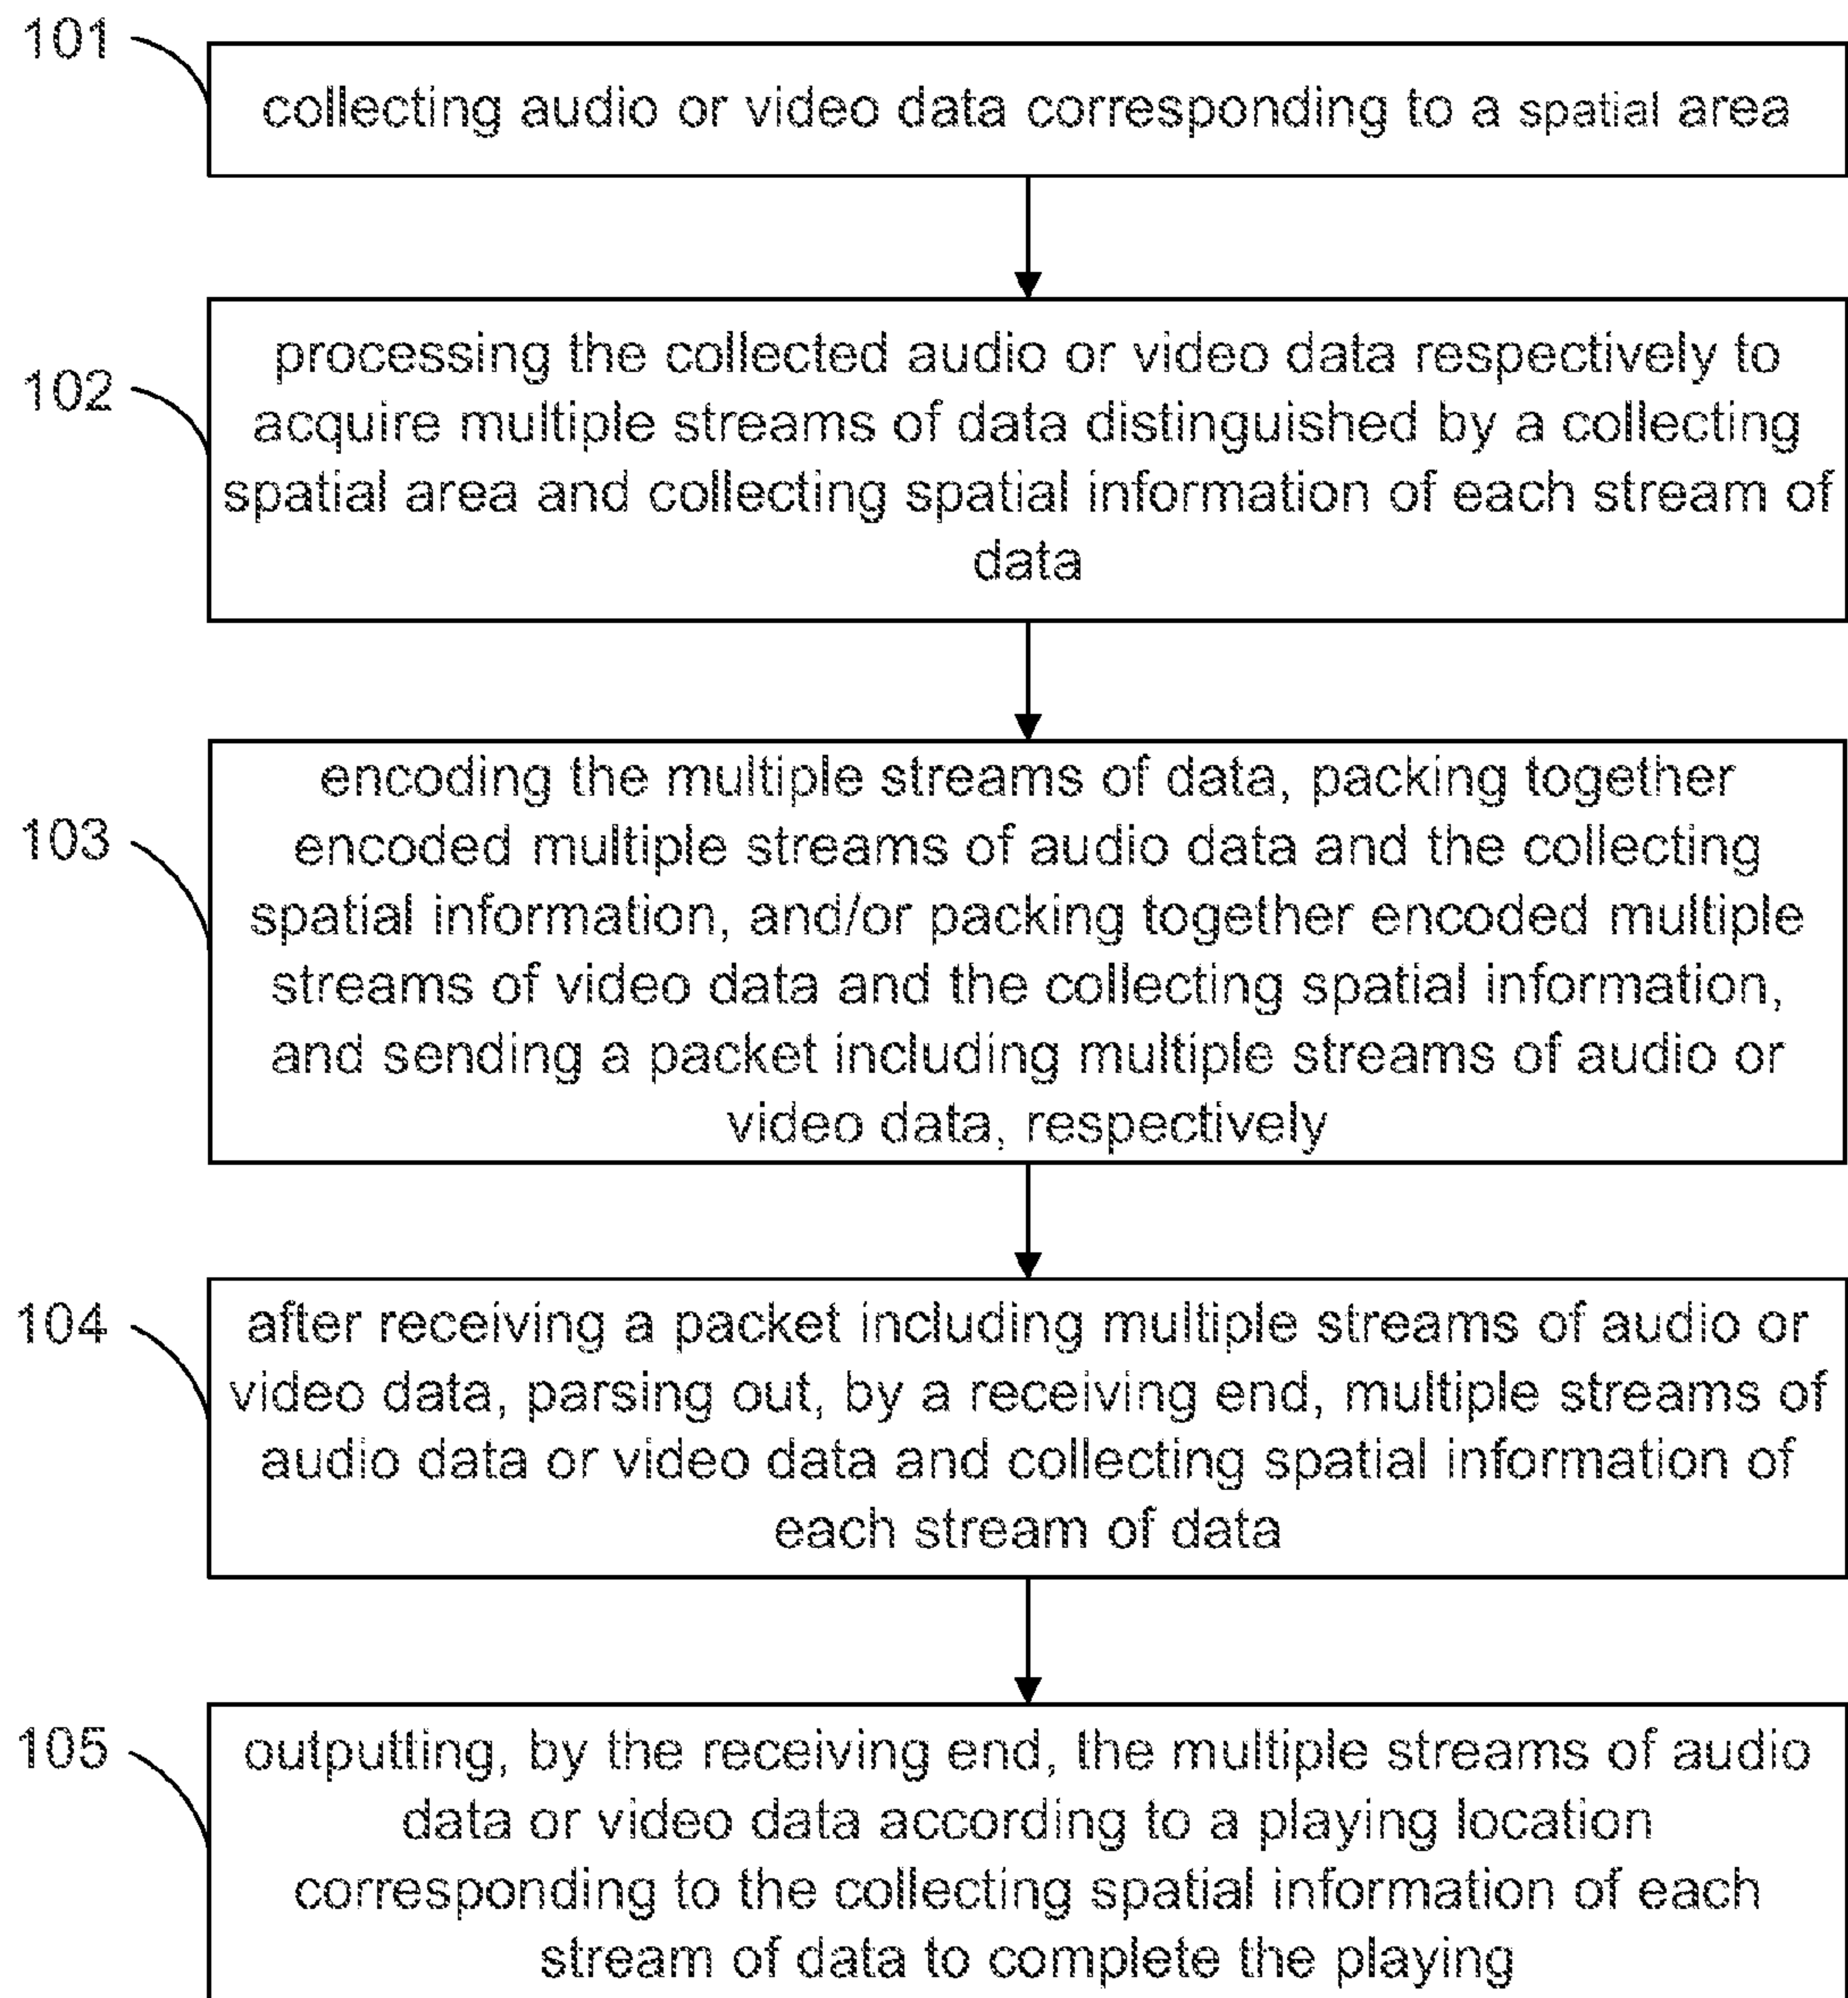 101
collecting audio or video data corresponding to a spatial area
102
processing the collected audio or video data respectively to
acquire multiple streams of data distinguished by a collecting
spatial area and collecting spatial information of each stream of
data
103
encoding the multiple streams of data, packing together
encoded multiple streams of audio data and the collecting
spatial information, and/or packing together encoded multiple
streams of video data and the collecting spatial information,
and sending a packet including multiple streams of audio or
video data, respectively
104
after receiving a packet including multiple streams of audio or
video data, parsing out, by a receiving end, multiple streams of
audio data or video data and collecting spatial information of
each stream of data
105
outputting, by the receiving end, the multiple streams of audio
data or video data according to a playing location
corresponding to the collecting spatial information of each
stream of data to complete the playing